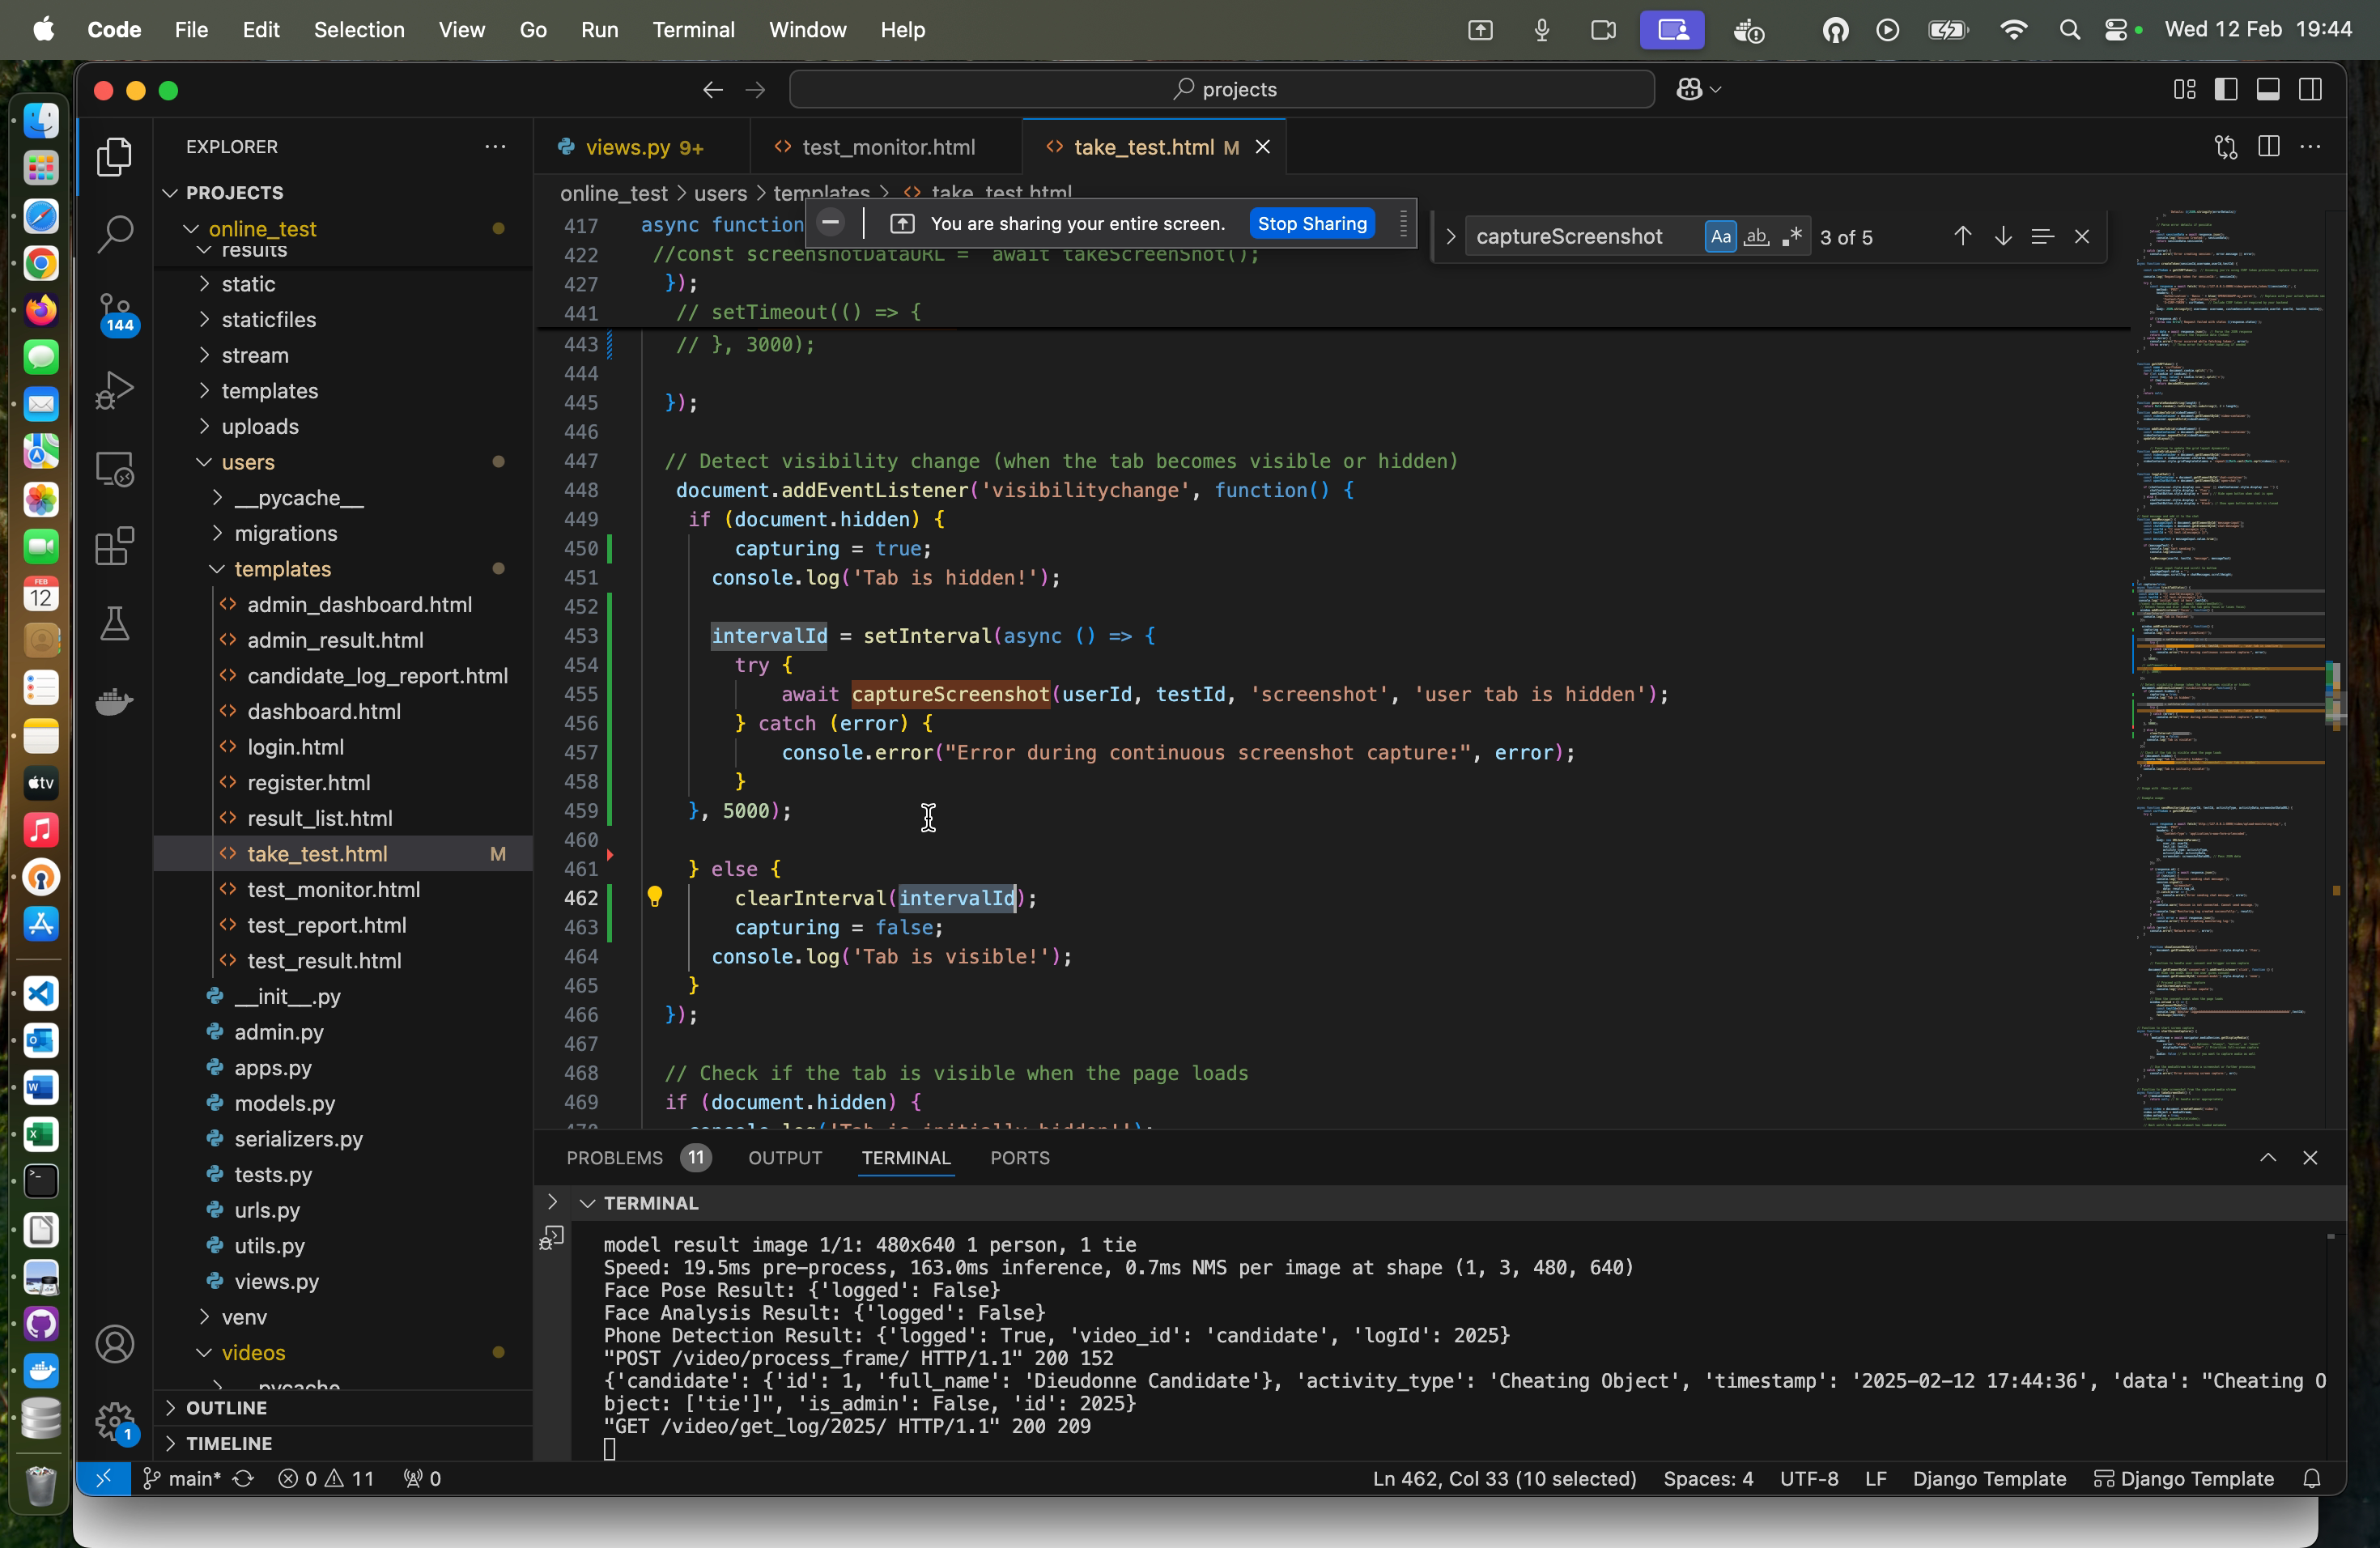 Code File Edit Selection View Go Run Terminal Window Help Wed 12 Feb 19:44
projects
EXPLORER
PROJECTS
online_test
results
static
staticfiles
stream
templates
uploads
users
__pycache__
migrations
templates
admin_dashboard.html
admin_result.html
candidate_log_report.html
dashboard.html
login.html
register.html
result_list.html
take_test.html M
test_monitor.html
test_report.html
test_result.html
__init__.py
admin.py
apps.py
models.py
serializers.py
tests.py
urls.py
utils.py
views.py
venv
videos
__pycache__
OUTLINE
TIMELINE
144
1
FEB
12
tv
views.py 9+ test_monitor.html take_test.html M
online_test > users > templates > take_test.html
You are sharing your entire screen. Stop Sharing
captureScreenshot Aa ab 3 of 5
417 async function
422 //const screenshotDataURL = await takeScreenShot();
427 });
441 // setTimeout(() => {
443 // }, 3000);
444
445 });
446
447 // Detect visibility change (when the tab becomes visible or hidden)
448 document.addEventListener('visibilitychange', function() {
449 if (document.hidden) {
450 capturing = true;
451 console.log('Tab is hidden!');
452
453 intervalId = setInterval(async () => {
454 try {
455 await captureScreenshot(userId, testId, 'screenshot', 'user tab is hidden');
456 } catch (error) {
457 console.error("Error during continuous screenshot capture:", error);
458 }
459 }, 5000);
460
461 } else {
462 clearInterval(intervalId);
463 capturing = false;
464 console.log('Tab is visible!');
465 }
466 });
467
468 // Check if the tab is visible when the page loads
469 if (document.hidden) {
470 console.log('Tab is initially hidden!');
PROBLEMS 11 OUTPUT TERMINAL PORTS
TERMINAL
model result image 1/1: 480x640 1 person, 1 tie
Speed: 19.5ms pre-process, 163.0ms inference, 0.7ms NMS per image at shape (1, 3, 480, 640)
Face Pose Result: {'logged': False}
Face Analysis Result: {'logged': False}
Phone Detection Result: {'logged': True, 'video_id': 'candidate', 'logId': 2025}
"POST /video/process_frame/ HTTP/1.1" 200 152
{'candidate': {'id': 1, 'full_name': 'Dieudonne Candidate'}, 'activity_type': 'Cheating Object', 'timestamp': '2025-02-12 17:44:36', 'data': "Cheating O
bject: ['tie']", 'is_admin': False, 'id': 2025}
"GET /video/get_log/2025/ HTTP/1.1" 200 209
main* 0 11 0 Ln 462, Col 33 (10 selected) Spaces: 4 UTF-8 LF Django Template Django Template